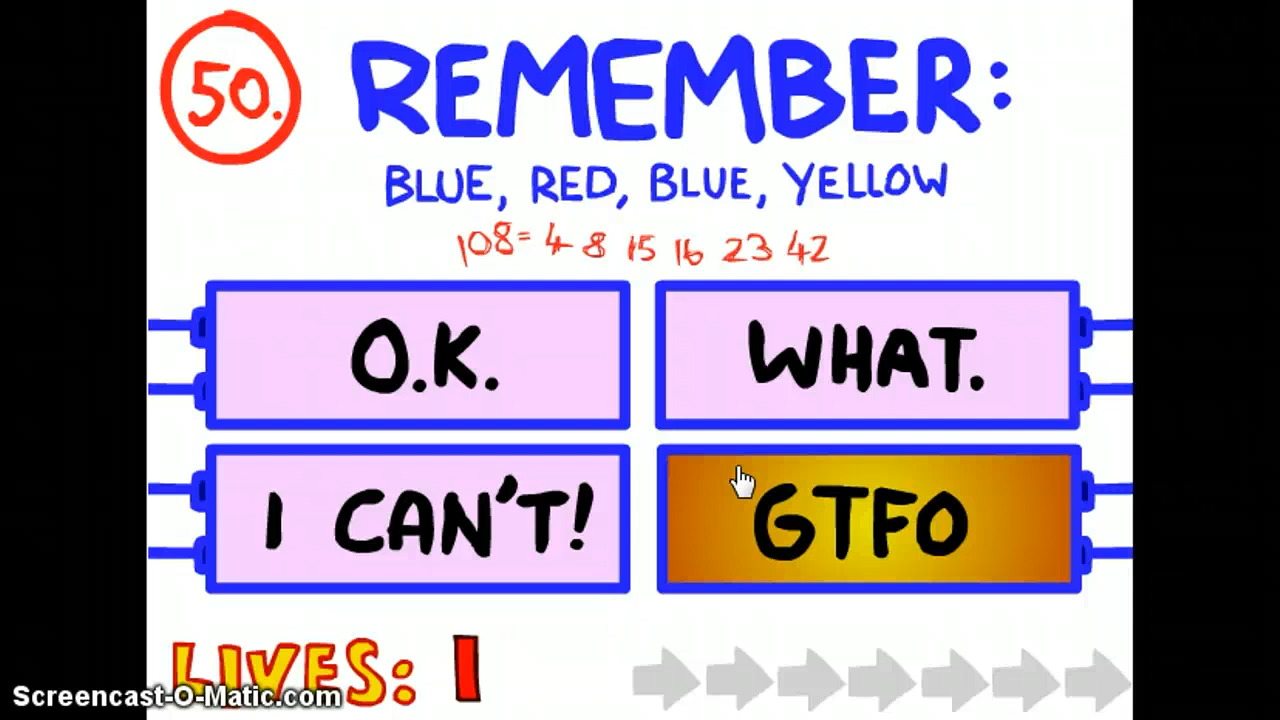 50. REMEMBER:
BLUE, RED, BLUE, YELLOW
108= 4 8 15 16 23 42
O.K. WHAT.
I CAN'T! GTFO
LIVES: 1
Screencast-O-Matic.com